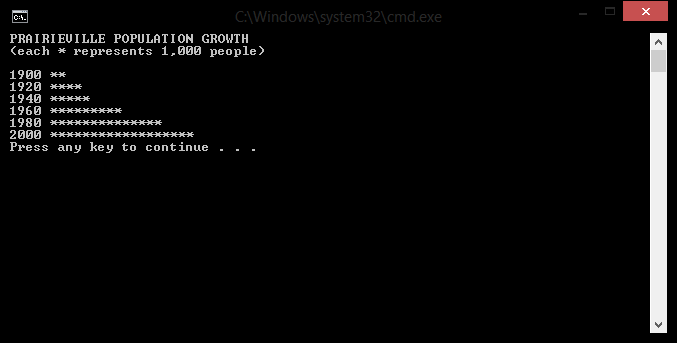 C:\Windows\system32\cmd.exe
PRAIRIEVILLE POPULATION GROWTH
(each * represents 1,000 people)
1900 **
1920 ****
1940 *****
1960 *********
1980 **************
2000 ******************
Press any key to continue . . .